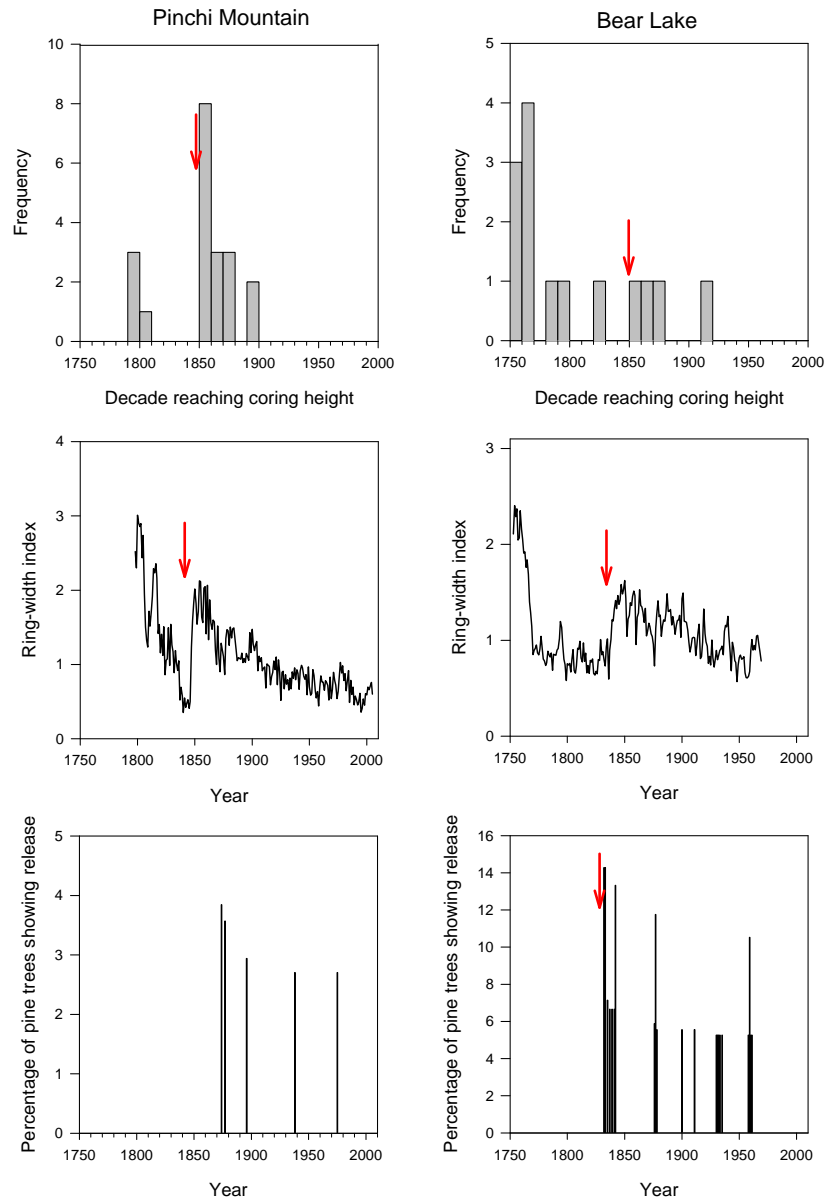 Pinchi Mountain
10
8
6
4
2
0
Frequency
1750 1800 1850 1900 1950 2000
Decade reaching coring height
Bear Lake
5
4
3
2
1
0
Frequency
1750 1800 1850 1900 1950 2000
Decade reaching coring height
4
3
2
1
0
Ring-width index
1750 1800 1850 1900 1950 2000
Year
3
2
1
0
Ring-width index
1750 1800 1850 1900 1950 2000
Year
5
4
3
2
1
0
Percentage of pine trees showing release
1750 1800 1850 1900 1950 2000
Year
16
14
12
10
8
6
4
2
0
Percentage of pine trees showing release
1750 1800 1850 1900 1950 2000
Year